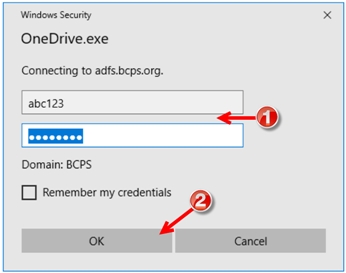 Windows Security
OneDrive.exe
Connecting to adfs.bcps.org.
abc123
1
••••••••
Domain: BCPS
Remember my credentials
2
OK
Cancel